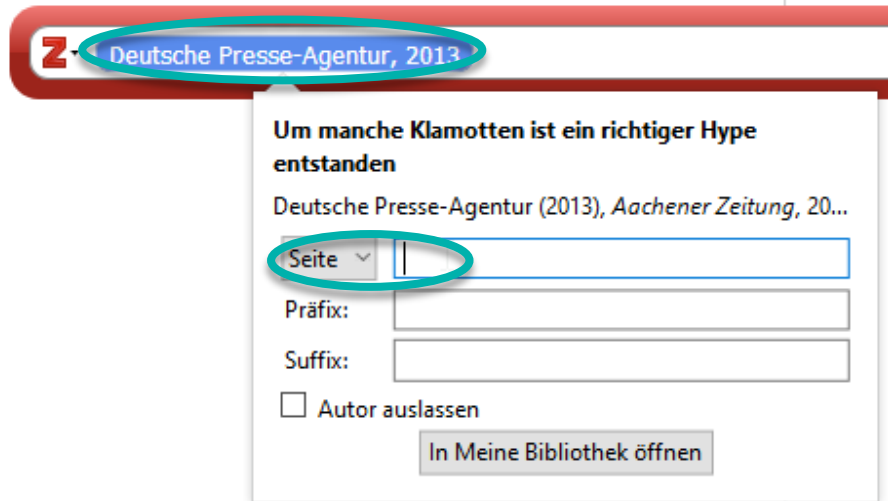 Z Deutsche Presse-Agentur, 2013
Um manche Klamotten ist ein richtiger Hype
entstanden
Deutsche Presse-Agentur (2013), Aachener Zeitung, 20...
Seite
Präfix:
Suffix:
Autor auslassen
In Meine Bibliothek öffnen